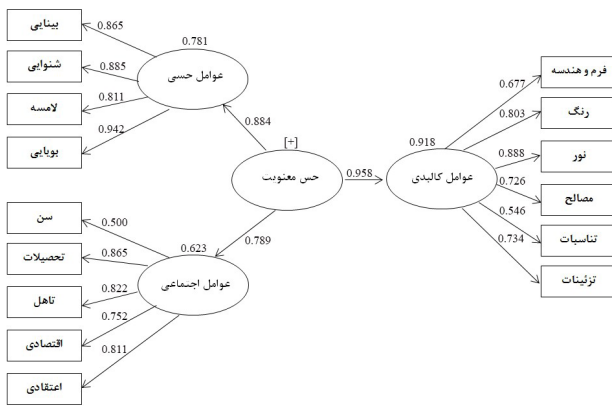 بینایی
0.865
0.781
شنوایی
0.885
عوامل حسی
لامسه
0.811
بویایی
0.942
0.884
[+]
حس معنویت
0.958
0.918
عوامل کالبدی
فرم و هندسه
0.677
رنگ
0.803
نور
0.888
مصالح
0.726
تناسبات
0.546
تزئینات
0.734
0.789
سن
0.500
0.623
تحصیلات
0.865
عوامل اجتماعی
تاهل
0.822
اقتصادی
0.752
اعتقادی
0.811